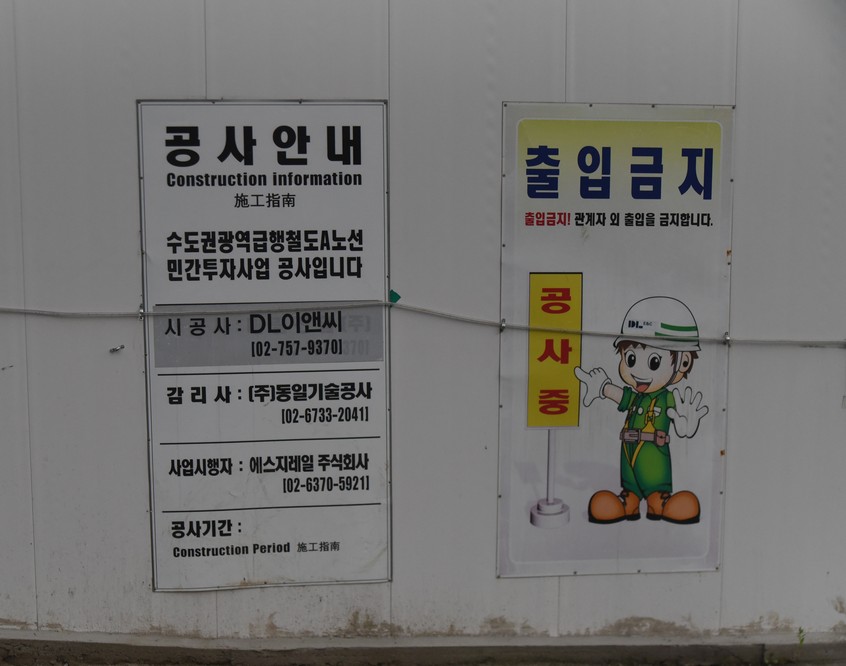 공사안내
Construction information
施工指南
수도권광역급행철도A노선
민간투자사업 공사입니다
시 공 사 : DL이앤씨
[02-757-9370]
감 리 사 : (주)동일기술공사
[02-6733-2041]
사업시행자 : 에스지레일 주식회사
[02-6370-5921]
공사기간 :
Construction Period 施工指南
출입금지
출입금지! 관계자 외 출입을 금지합니다.
공
사
중
DL E&C